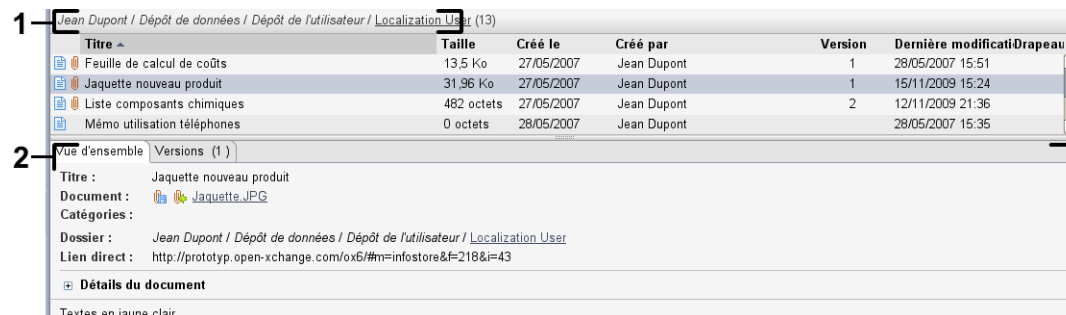 1
Jean Dupont / Dépôt de données / Dépôt de l'utilisateur / Localization User (13)
Titre Taille Créé le Créé par Version Dernière modificati Drapeau
Feuille de calcul de coûts 13,5 Ko 27/05/2007 Jean Dupont 1 28/05/2007 15:51
Jaquette nouveau produit 31,96 Ko 27/05/2007 Jean Dupont 1 15/11/2009 15:24
Liste composants chimiques 482 octets 27/05/2007 Jean Dupont 2 12/11/2009 21:36
Mémo utilisation téléphones 0 octets 28/05/2007 Jean Dupont 28/05/2007 15:35
2
Vue d'ensemble Versions (1)
Titre : Jaquette nouveau produit
Document : Jaquette.JPG
Catégories :
Dossier : Jean Dupont / Dépôt de données / Dépôt de l'utilisateur / Localization User
Lien direct : http://prototyp.open-xchange.com/ox6/#m=infostore&f=218&i=43
Détails du document
Textes en jaune clair